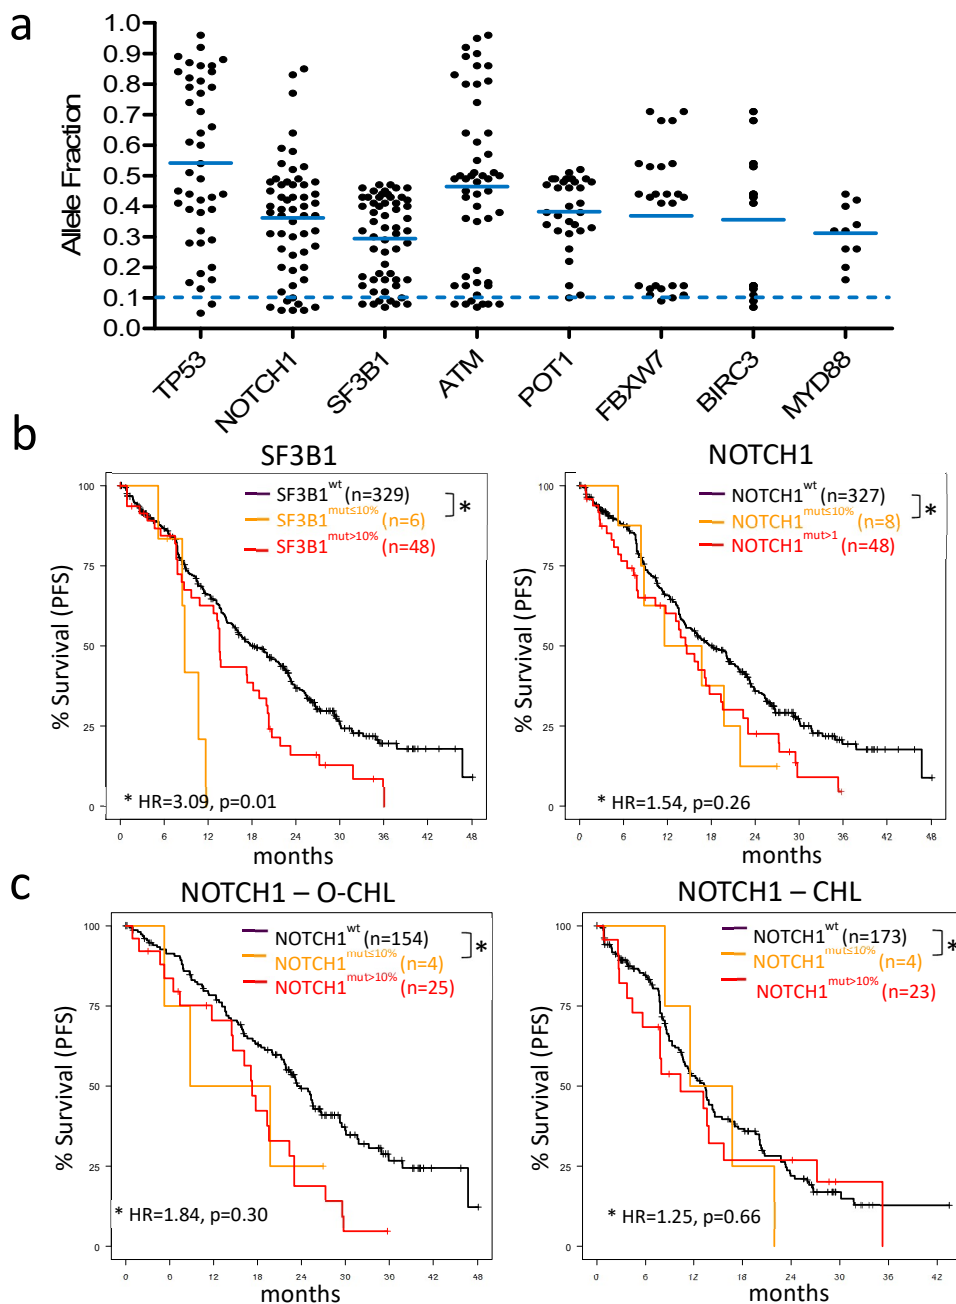 a
Allele Fraction
1.0
0.9
0.8
0.7
0.6
0.5
0.4
0.3
0.2
0.1
0.0
TP53 NOTCH1 SF3B1 ATM POT1 FBXW7 BIRC3 MYD88
b
SF3B1
% Survival (PFS)
100
75
50
25
0
SF3B1wt (n=329)
SF3B1mut≤10% (n=6)
SF3B1mut>10% (n=48)
*
* HR=3.09, p=0.01
0 6 12 18 24 30 36 42 48
months
NOTCH1
% Survival (PFS)
100
75
50
25
0
NOTCH1wt (n=327)
NOTCH1mut≤10% (n=8)
NOTCH1mut>1 (n=48)
*
* HR=1.54, p=0.26
0 6 12 18 24 30 36 42 48
months
c
NOTCH1 – O-CHL
% Survival (PFS)
100
75
50
25
0
NOTCH1wt (n=154)
NOTCH1mut≤10% (n=4)
NOTCH1mut>10% (n=25)
*
* HR=1.84, p=0.30
0 6 12 18 24 30 36 42 48
months
NOTCH1 – CHL
% Survival (PFS)
100
75
50
25
0
NOTCH1wt (n=173)
NOTCH1mut≤10% (n=4)
NOTCH1mut>10% (n=23)
*
* HR=1.25, p=0.66
0 6 12 18 24 30 36 42
months